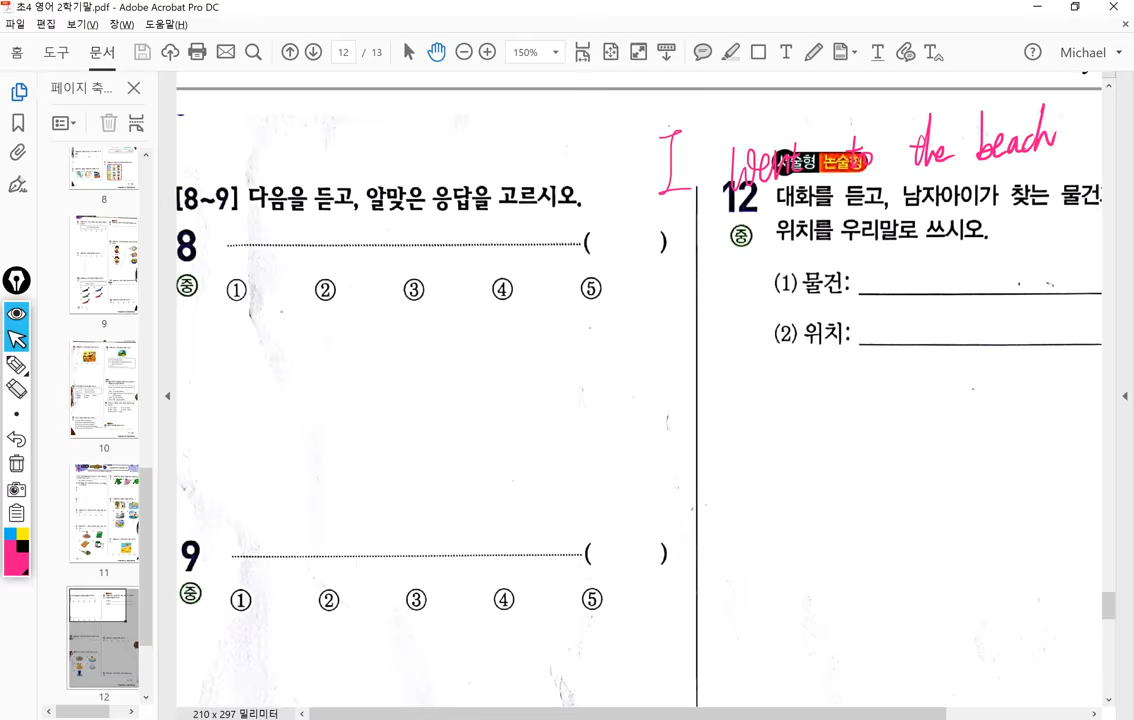 초4 영어 2학기말.pdf - Adobe Acrobat Pro DC
파일 편집 보기(V) 창(W) 도움말(H)
홈 도구 문서 12 / 13 150% Michael
페이지 축...
8
9
10
11
12
I went to the beach
[8~9] 다음을 듣고, 알맞은 응답을 고르시오.
8 ( )
중 ① ② ③ ④ ⑤
9 ( )
중 ① ② ③ ④ ⑤
서술형 논술형
12 대화를 듣고, 남자아이가 찾는 물건
중 위치를 우리말로 쓰시오.
(1) 물건:
(2) 위치:
210 x 297 밀리미터